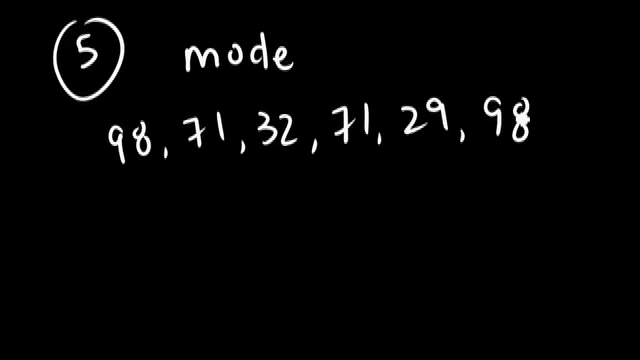 5 mode
98, 71, 32, 71, 29, 98